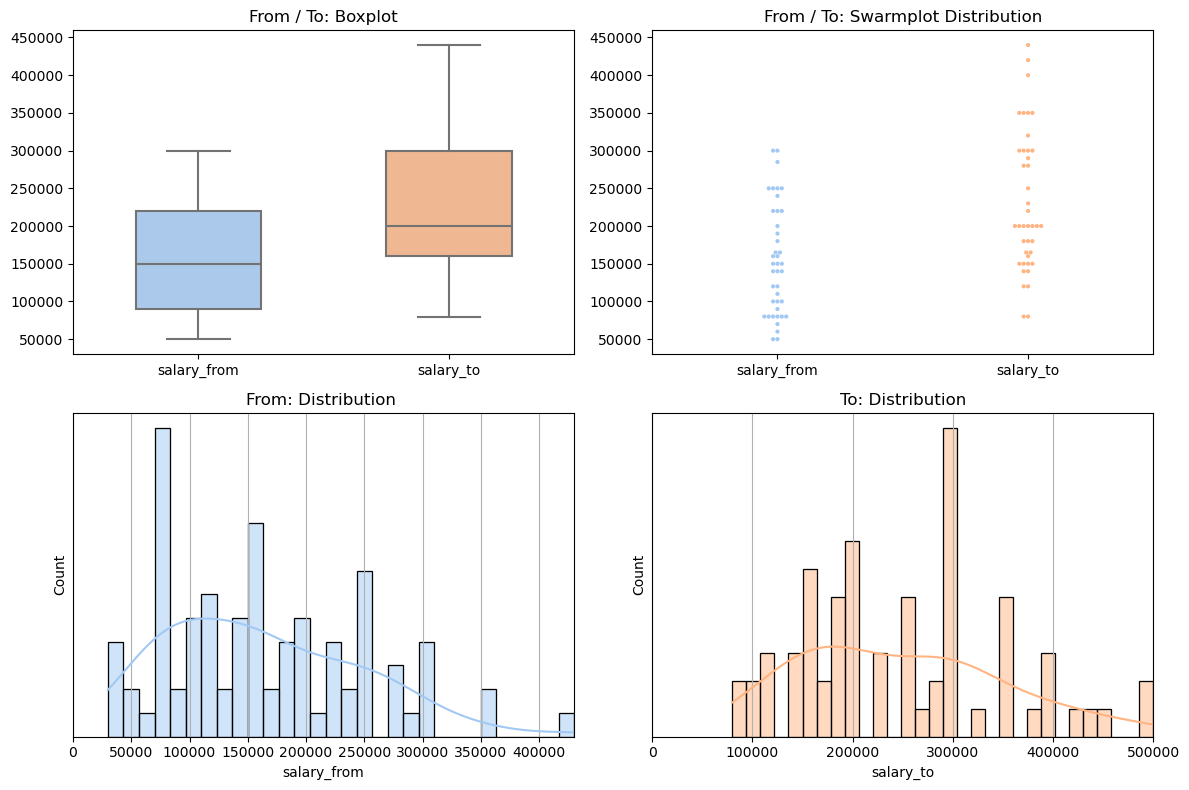 From / To: Boxplot
450000
400000
350000
300000
250000
200000
150000
100000
50000
salary_from salary_to
From / To: Swarmplot Distribution
450000
400000
350000
300000
250000
200000
150000
100000
50000
salary_from salary_to
From: Distribution
Count
0 50000 100000 150000 200000 250000 300000 350000 400000
salary_from
To: Distribution
Count
0 100000 200000 300000 400000 500000
salary_to